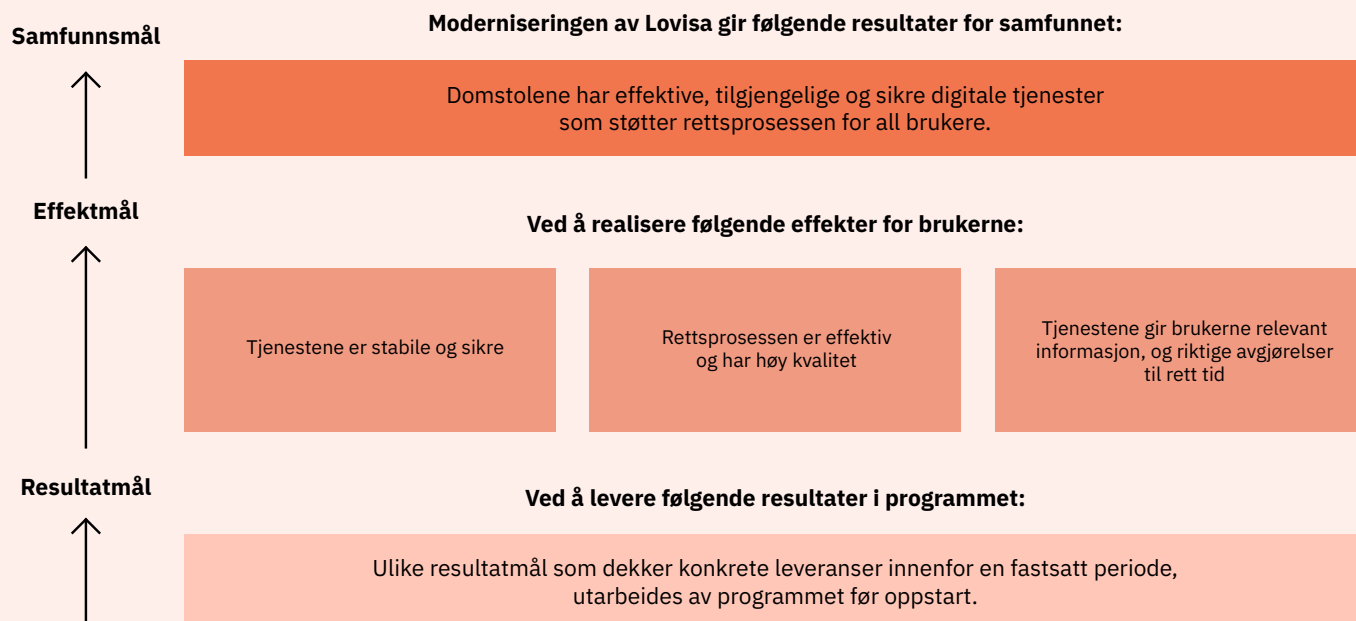 Samfunnsmål
Moderniseringen av Lovisa gir følgende resultater for samfunnet:
Domstolene har effektive, tilgjengelige og sikre digitale tjenester
som støtter rettsprosessen for all brukere.
Effektmål
Ved å realisere følgende effekter for brukerne:
Tjenestene er stabile og sikre
Rettsprosessen er effektiv
og har høy kvalitet
Tjenestene gir brukerne relevant
informasjon, og riktige avgjørelser
til rett tid
Resultatmål
Ved å levere følgende resultater i programmet:
Ulike resultatmål som dekker konkrete leveranser innenfor en fastsatt periode,
utarbeides av programmet før oppstart.